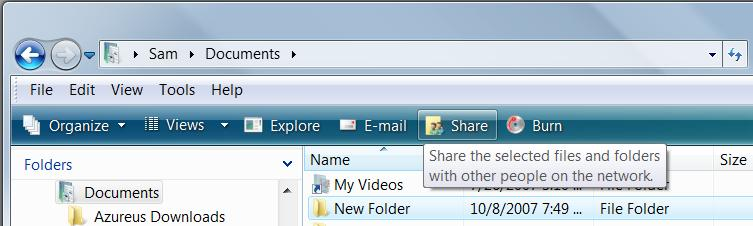 Sam Documents
File Edit View Tools Help
Organize Views Explore E-mail Share Burn
Folders Name Size
Share the selected files and folders
with other people on the network.
Documents My Videos File Folder
Azureus Downloads New Folder 10/8/2007 7:49 ... File Folder